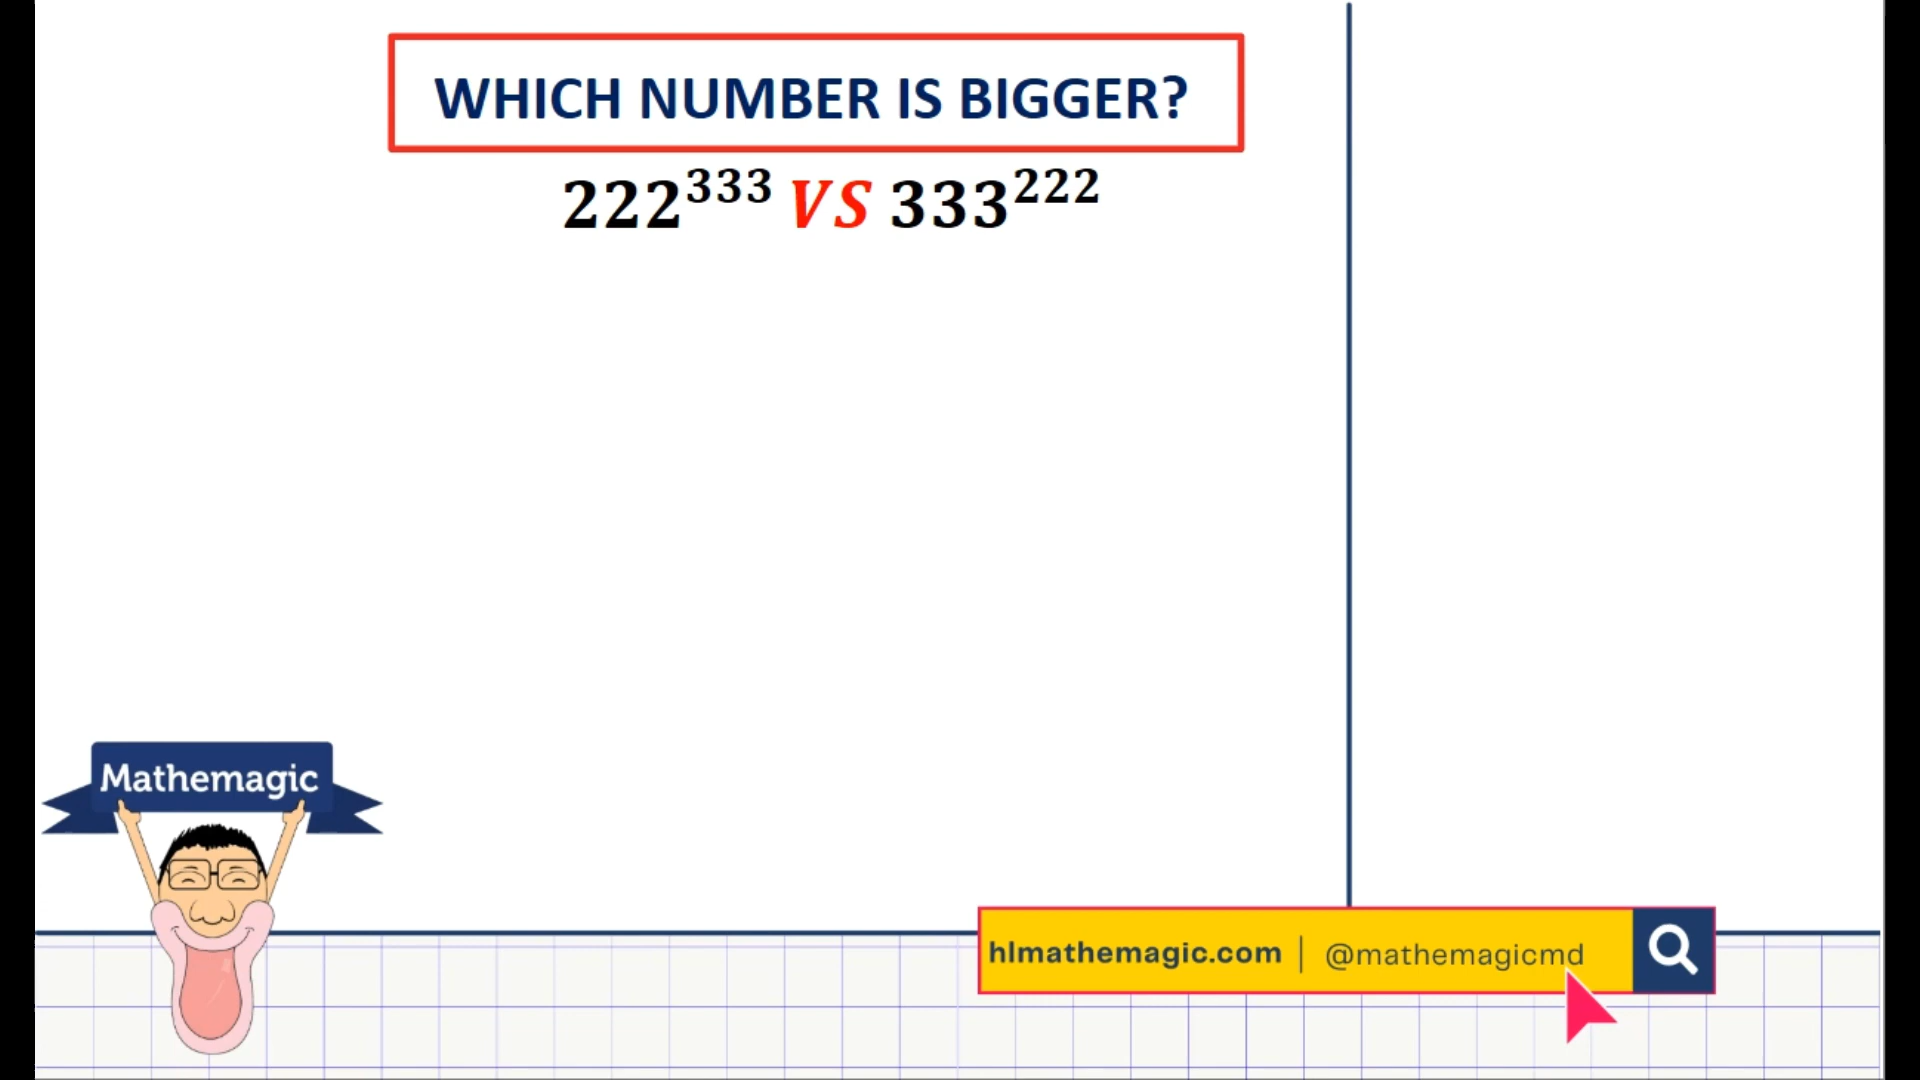 WHICH NUMBER IS BIGGER?
222³³³ VS 333²²²
Mathemagic
hlmathemagic.com | @mathemagicmd